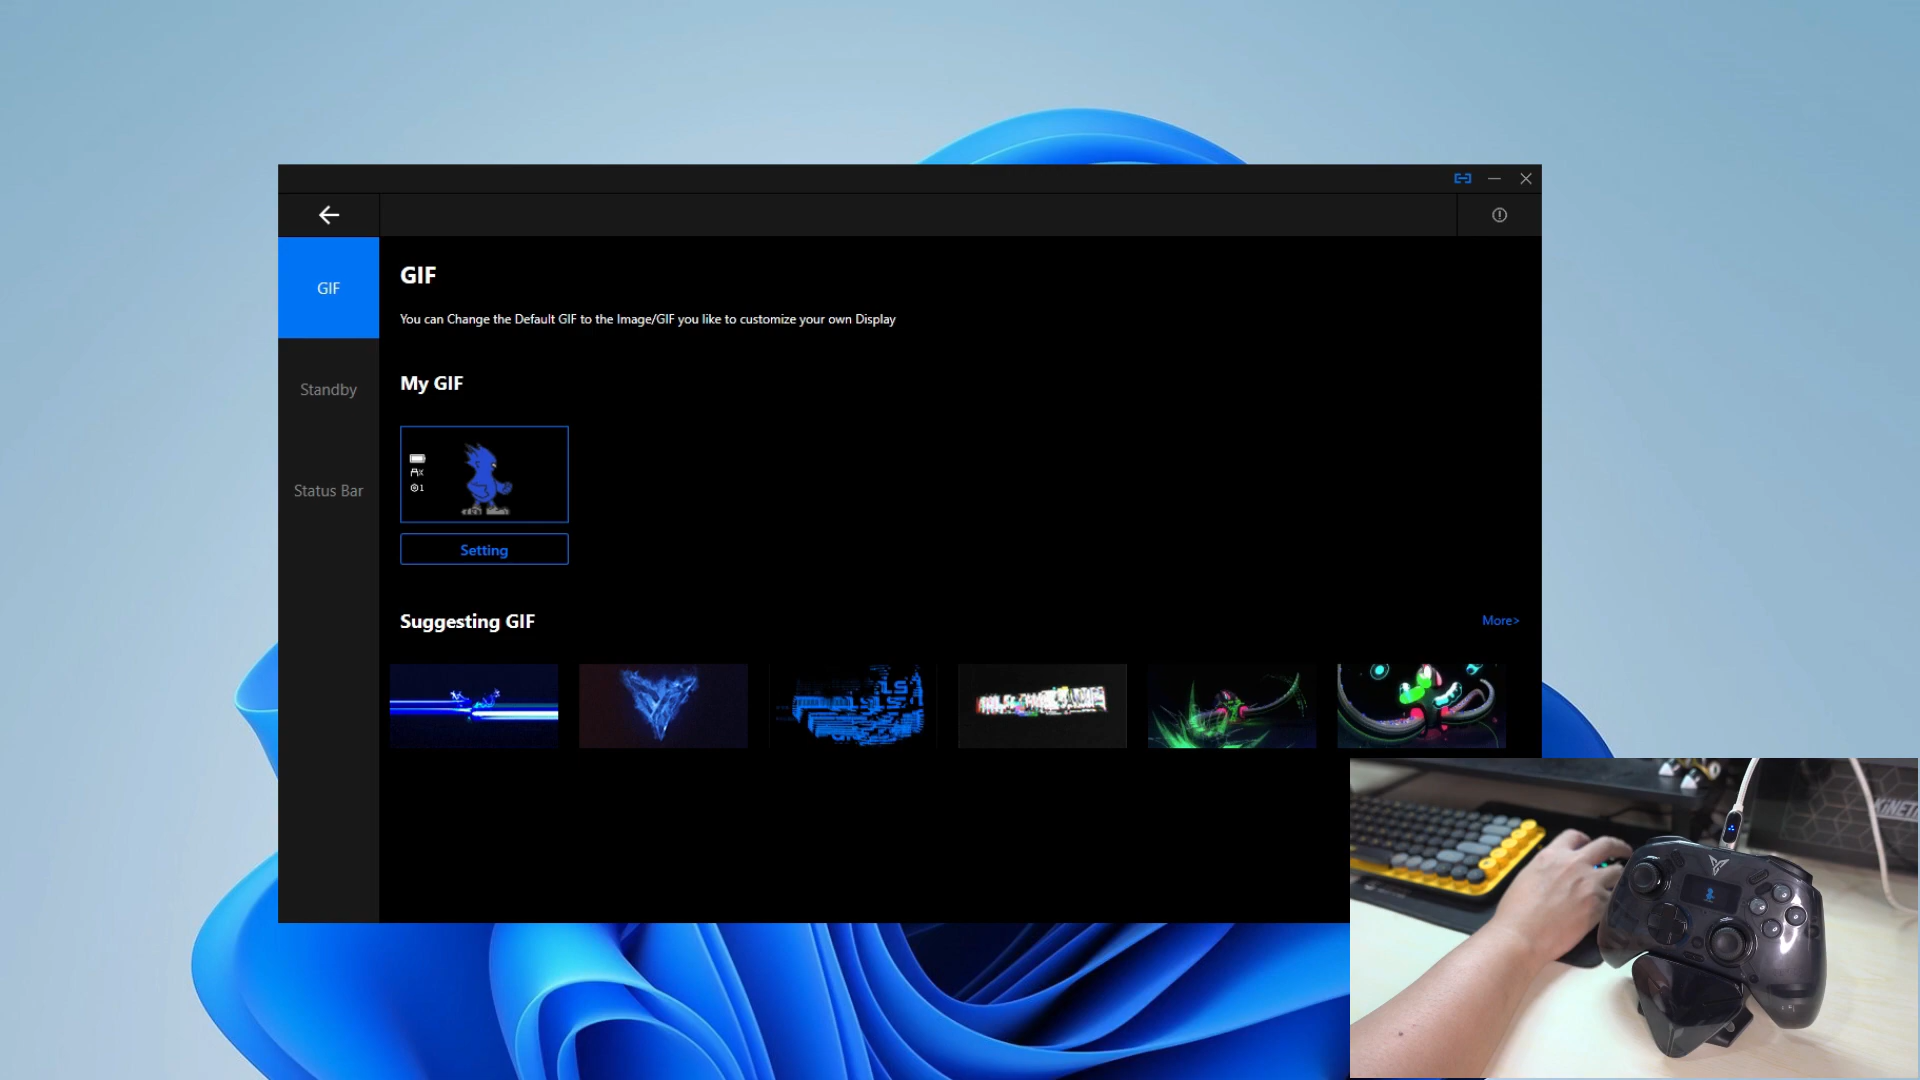 GIF
Standby
Status Bar
GIF
You can Change the Default GIF to the Image/GIF you like to customize your own Display
My GIF
1
Setting
Suggesting GIF
More>